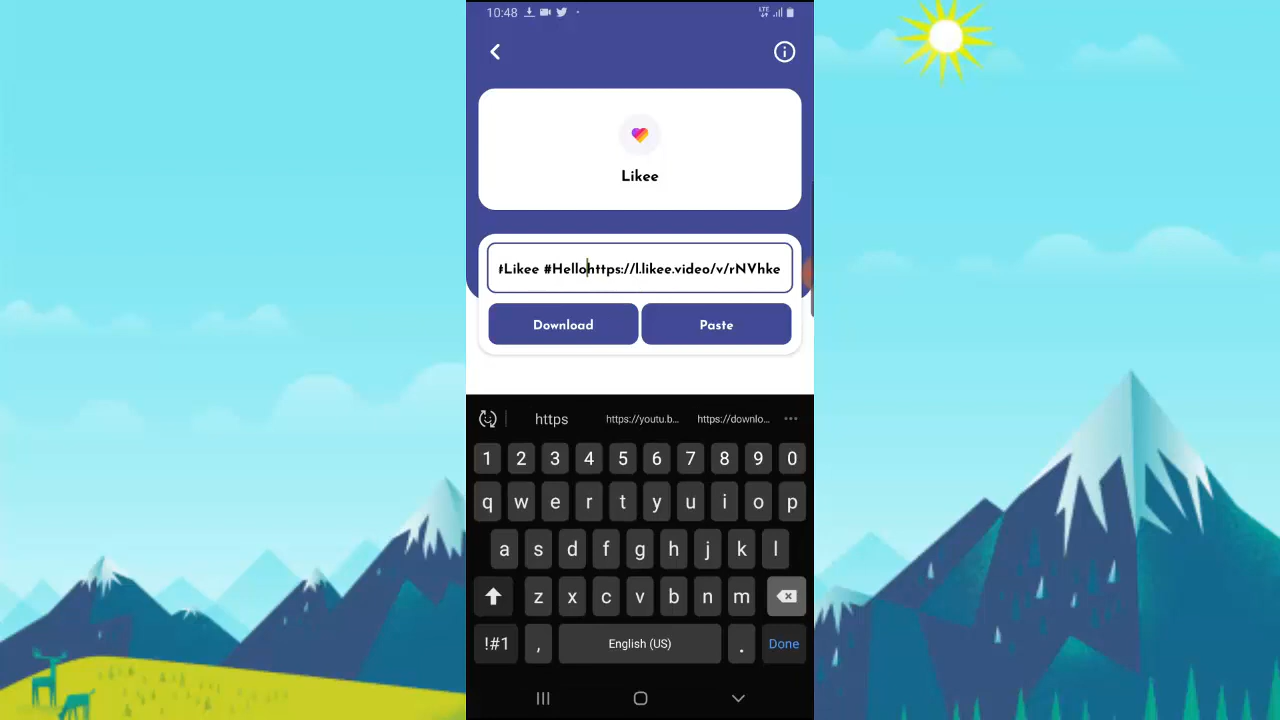 10:48
LTE
Likee
#Likee #Hellohttps://l.likee.video/v/rNVhke
Download Paste
https https://youtu.b... https://downlo... ...
1 2 3 4 5 6 7 8 9 0
q w e r t y u i o p
a s d f g h j k l
z x c v b n m
!#1 , English (US) . Done